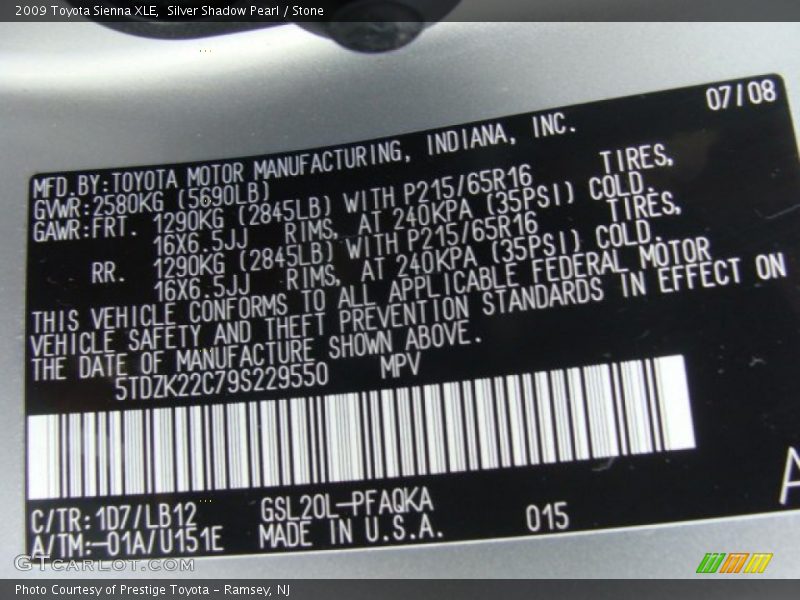 2009 Toyota Sienna XLE,  Silver Shadow Pearl / Stone
07/08
MFD.BY:TOYOTA MOTOR MANUFACTURING, INDIANA, INC.
GVWR:2580KG (5690LB)
GAWR:FRT. 1290KG (2845LB) WITH P215/65R16 TIRES,
16X6.5JJ RIMS, AT 240KPA (35PSI) COLD.
RR. 1290KG (2845LB) WITH P215/65R16 TIRES,
16X6.5JJ RIMS, AT 240KPA (35PSI) COLD.
THIS VEHICLE CONFORMS TO ALL APPLICABLE FEDERAL MOTOR
VEHICLE SAFETY AND THEFT PREVENTION STANDARDS IN EFFECT ON
THE DATE OF MANUFACTURE SHOWN ABOVE.
5TDZK22C79S229550 MPV
C/TR:1D7/LB12 GSL20L-PFAQKA
A/TM:-01A/U151E MADE IN U.S.A. 015
A
GTcarlot.com
Photo Courtesy of Prestige Toyota - Ramsey, NJ